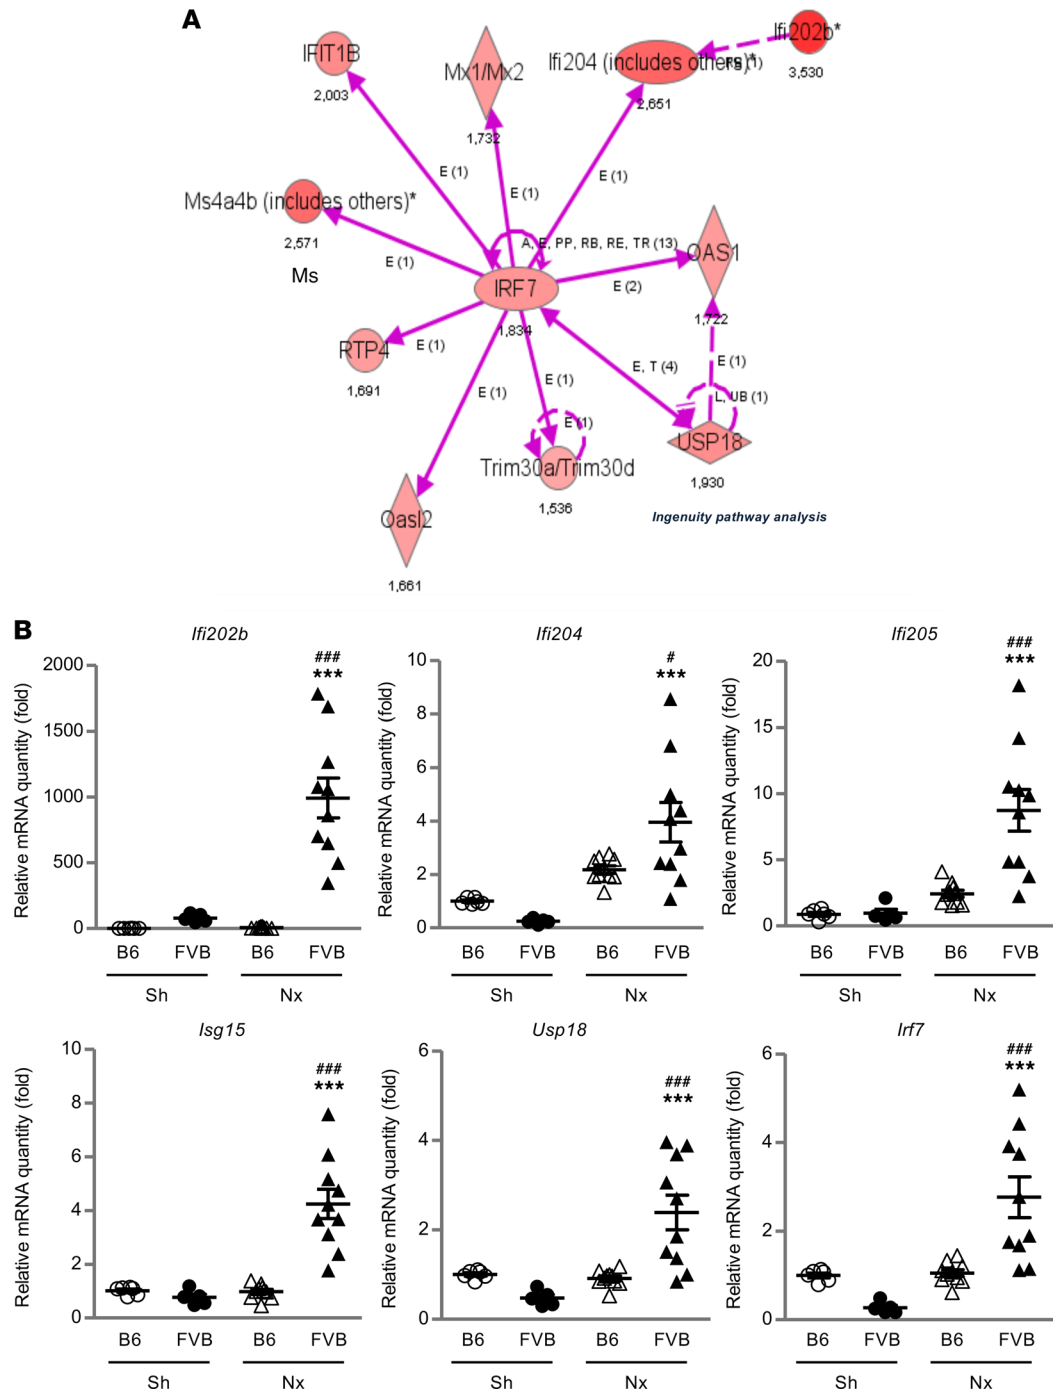 A
IFIT1B
2,003
Mx1/Mx2
1,732
Ifi204 (includes others)*
2,651
Ifi202b*
3,530
E (1)
E (1)
E (1)
Ms4a4b (includes others)*
2,571
Ms
E (1)
A, E, PP, RB, RE, TR (13)
OAS1
1,722
E (2)
IRF7
1,834
RTP4
1,691
E (1)
E (1)
E (1)
E, T (4)
E (1)
L, UB (1)
E (1)
USP18
1,930
Trim30a/Trim30d
1,536
Oasl2
1,661
Ingenuity pathway analysis
B
Ifi202b
Relative mRNA quantity (fold)
2000
1500
1000
500
0
###
***
B6 FVB B6 FVB
Sh Nx
Ifi204
Relative mRNA quantity (fold)
10
8
6
4
2
0
#
***
B6 FVB B6 FVB
Sh Nx
Ifi205
Relative mRNA quantity (fold)
20
15
10
5
0
###
***
B6 FVB B6 FVB
Sh Nx
Isg15
Relative mRNA quantity (fold)
10
8
6
4
2
0
###
***
B6 FVB B6 FVB
Sh Nx
Usp18
Relative mRNA quantity (fold)
6
4
2
0
###
***
B6 FVB B6 FVB
Sh Nx
Irf7
Relative mRNA quantity (fold)
6
4
2
0
###
***
B6 FVB B6 FVB
Sh Nx